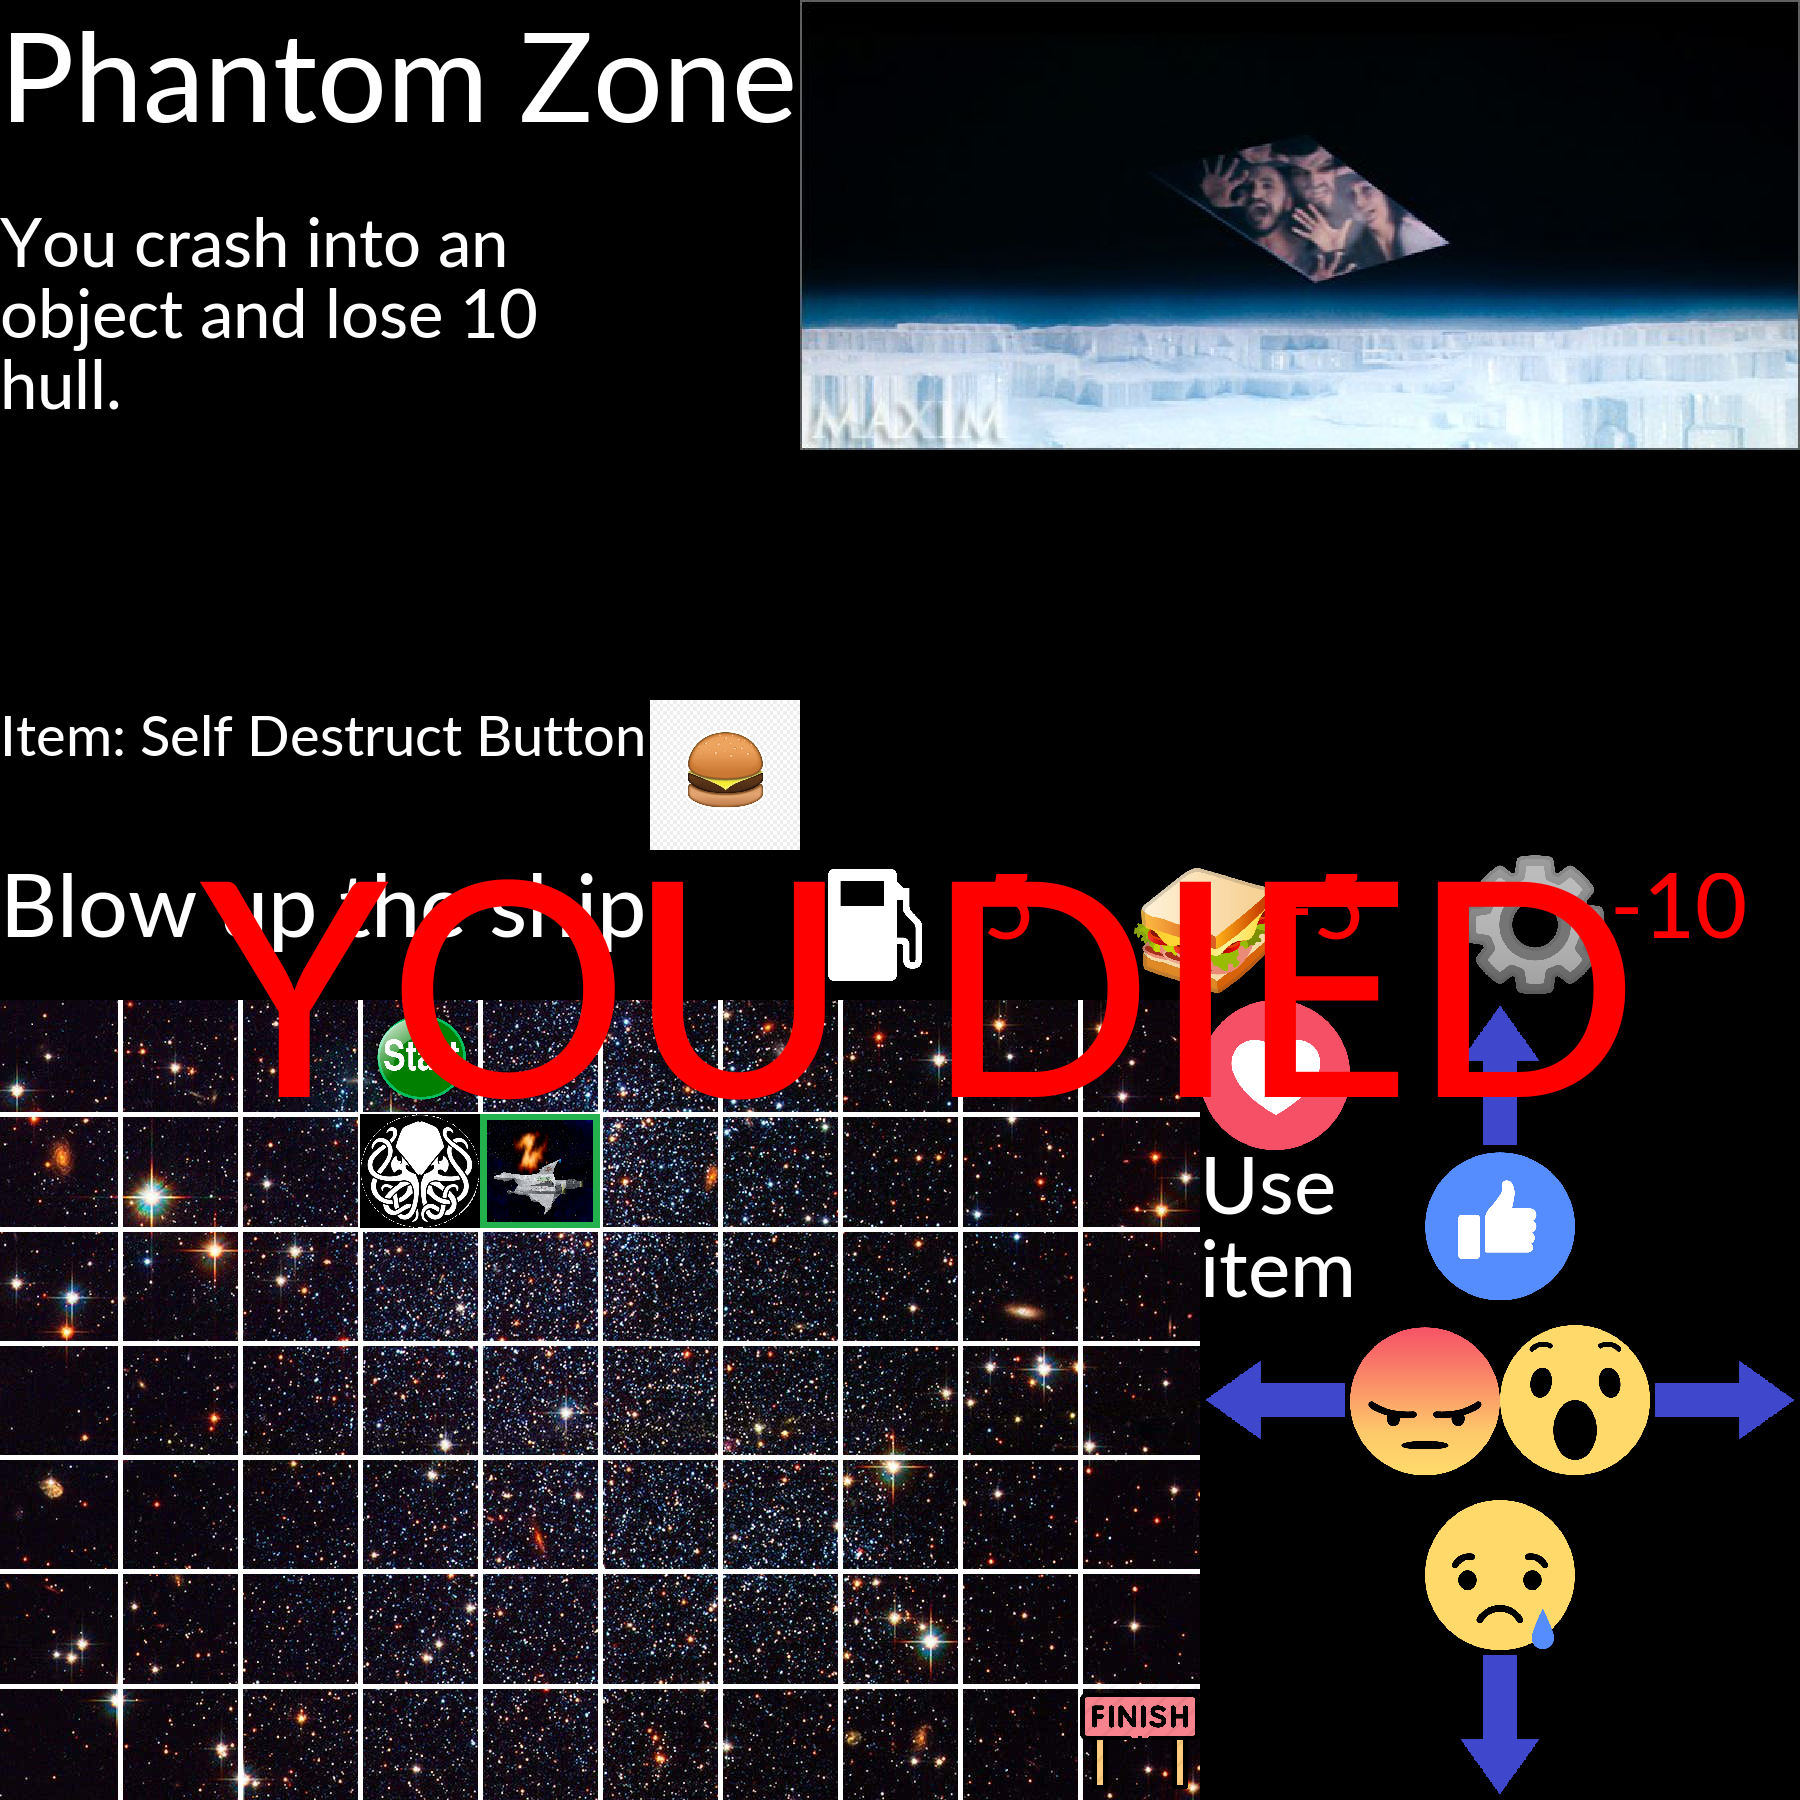 Phantom Zone
You crash into an
object and lose 10
hull.
MAXIM
Item: Self Destruct Button
Blow up the ship
-5
-5
-10
YOU DIED
Start
Use
item
FINISH